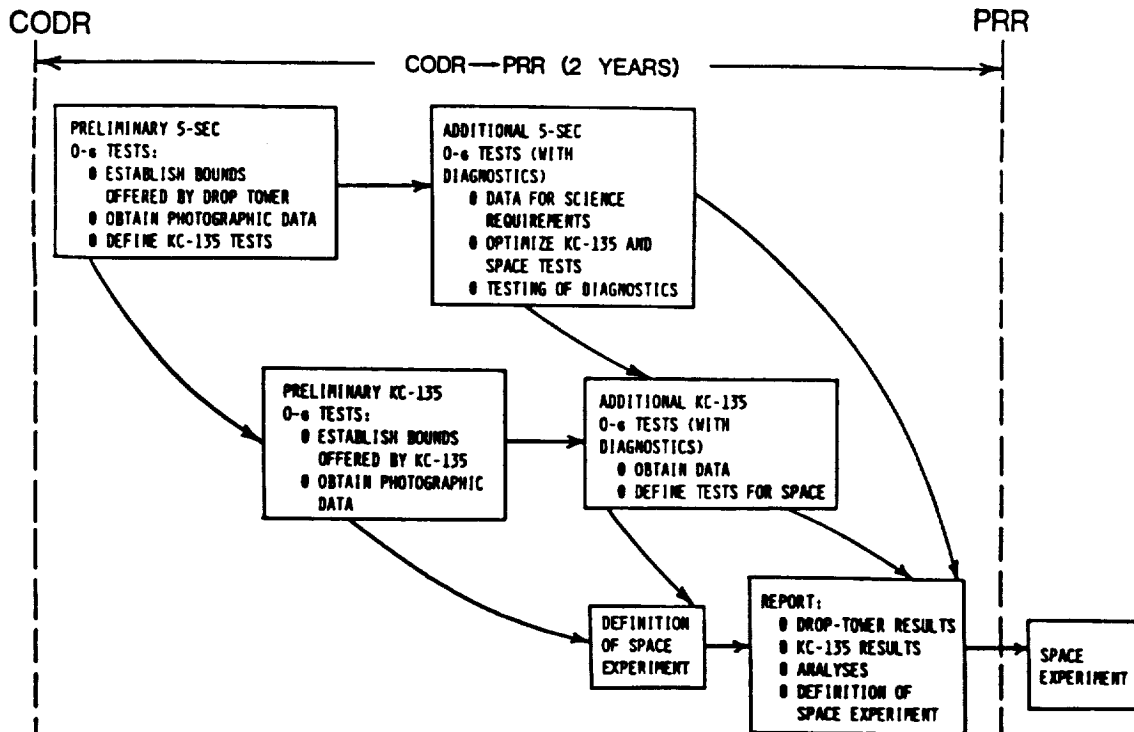 CODR
PRR
CODR→PRR (2 YEARS)
PRELIMINARY 5-SEC
0-G TESTS:
● ESTABLISH BOUNDS
OFFERED BY DROP TOWER
● OBTAIN PHOTOGRAPHIC DATA
● DEFINE KC-135 TESTS
ADDITIONAL 5-SEC
0-G TESTS (WITH
DIAGNOSTICS)
● DATA FOR SCIENCE
REQUIREMENTS
● OPTIMIZE KC-135 AND
SPACE TESTS
● TESTING OF DIAGNOSTICS
PRELIMINARY KC-135
0-G TESTS:
● ESTABLISH BOUNDS
OFFERED BY KC-135
● OBTAIN PHOTOGRAPHIC
DATA
ADDITIONAL KC-135
0-G TESTS (WITH
DIAGNOSTICS)
● OBTAIN DATA
● DEFINE TESTS FOR SPACE
DEFINITION
OF SPACE
EXPERIMENT
REPORT:
● DROP-TOWER RESULTS
● KC-135 RESULTS
● ANALYSES
● DEFINITION OF
SPACE EXPERIMENT
SPACE
EXPERIMENT